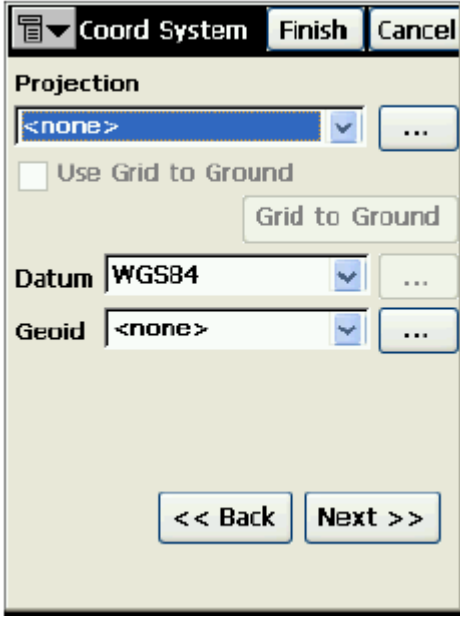 Coord System Finish Cancel
Projection
<none> ...
Use Grid to Ground
Grid to Ground
Datum WGS84 ...
Geoid <none> ...
<< Back Next >>